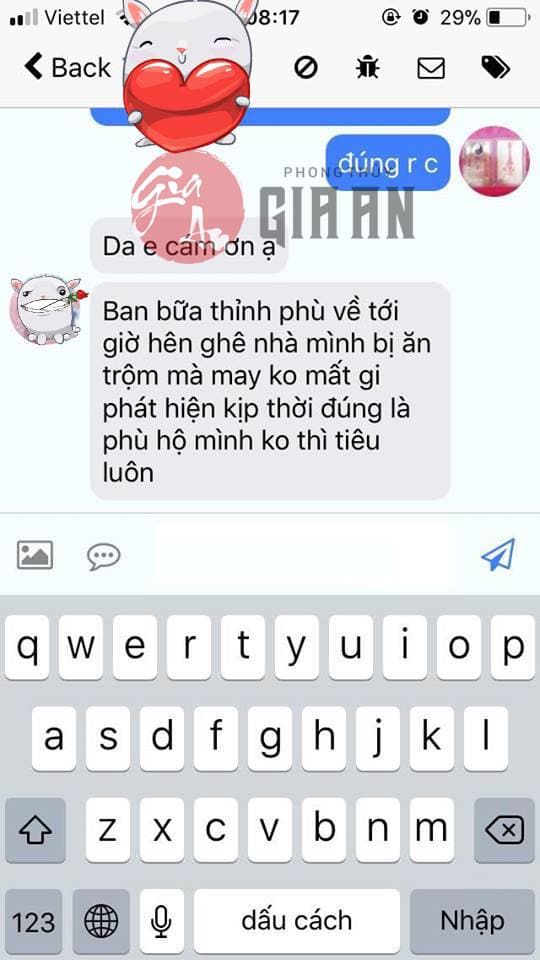 Viettel
08:17
29%
Back
đúng r c
PHONG THỦY
Gia An
GIA AN
Da e cám ơn ạ
Ban bữa thỉnh phù về tới
giờ hên ghê nhà mình bị ăn
trộm mà may ko mất gi
phát hiện kịp thời đúng là
phù hộ mình ko thì tiêu
luôn
q w e r t y u i o p
a s d f g h j k l
z x c v b n m
123
dấu cách
Nhập